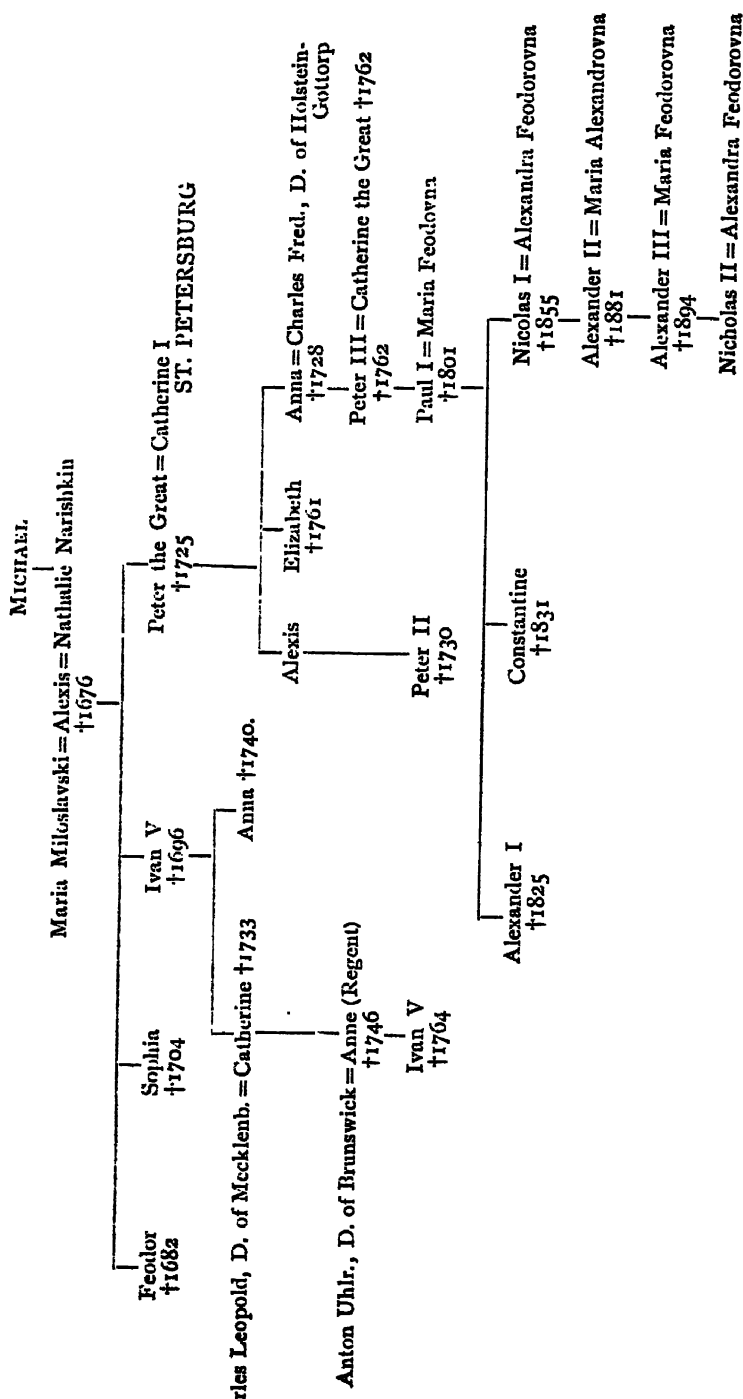 MICHAEL
Maria Miloslavski = Alexis = Nathalie Narishkin
†1676
Feodor Sophia Ivan V Peter the Great = Catherine I
†1682 †1704 †1696 †1725 ST. PETERSBURG
rles Leopold, D. of Mecklenb. = Catherine †1733 Anna †1740.
Alexis Elizabeth Anna = Charles Fred., D. of Holstein-
†1761 †1728 Gottorp
Anton Uhlr., D. of Brunswick = Anne (Regent) Peter III = Catherine the Great †1762
†1746 †1762
Ivan V Peter II Paul I = Maria Feodovna
†1764 †1730 †1801
Alexander I Constantine Nicolas I = Alexandra Feodorovna
†1825 †1831 †1855
Alexander II = Maria Alexandrovna
†1881
Alexander III = Maria Feodorovna
†1894
Nicholas II = Alexandra Feodorovna